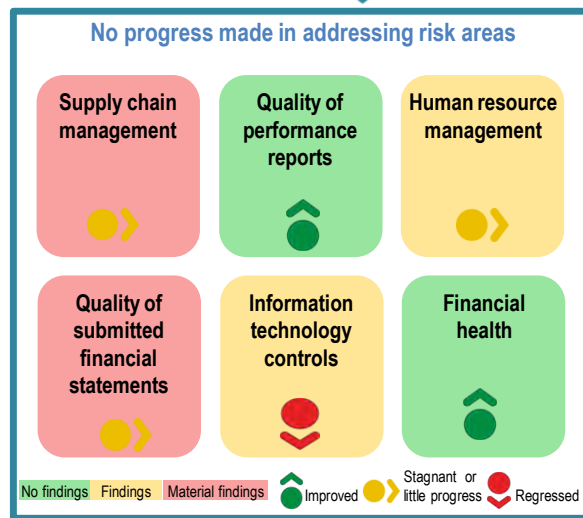 No progress made in addressing risk areas
Supply chain
management
Quality of
performance
reports
Human resource
management
Quality of
submitted
financial
statements
Information
technology
controls
Financial
health
No findings
Findings
Material findings
Improved
Stagnant or
little progress
Regressed